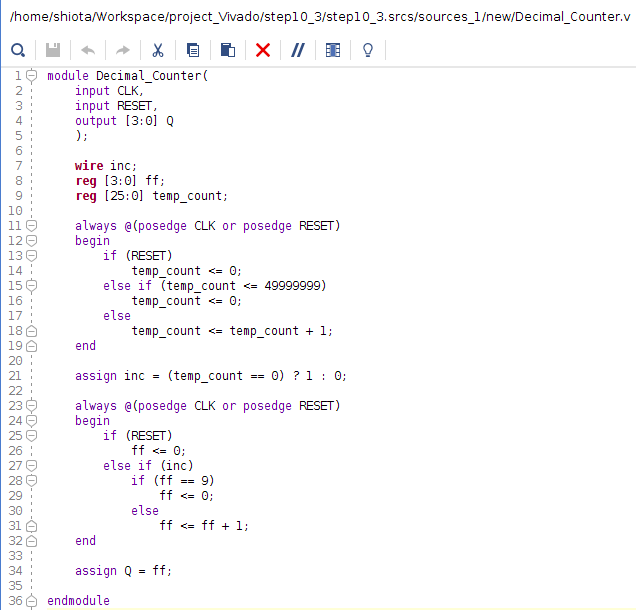 /home/shiota/Workspace/project_Vivado/step10_3/step10_3.srcs/sources_1/new/Decimal_Counter.v
1 module Decimal_Counter(
2     input CLK,
3     input RESET,
4     output [3:0] Q
5     );
6
7     wire inc;
8     reg [3:0] ff;
9     reg [25:0] temp_count;
10
11     always @(posedge CLK or posedge RESET)
12     begin
13         if (RESET)
14             temp_count <= 0;
15         else if (temp_count <= 49999999)
16             temp_count <= 0;
17         else
18             temp_count <= temp_count + 1;
19     end
20
21     assign inc = (temp_count == 0) ? 1 : 0;
22
23     always @(posedge CLK or posedge RESET)
24     begin
25         if (RESET)
26             ff <= 0;
27         else if (inc)
28             if (ff == 9)
29                 ff <= 0;
30             else
31                 ff <= ff + 1;
32     end
33
34     assign Q = ff;
35
36 endmodule